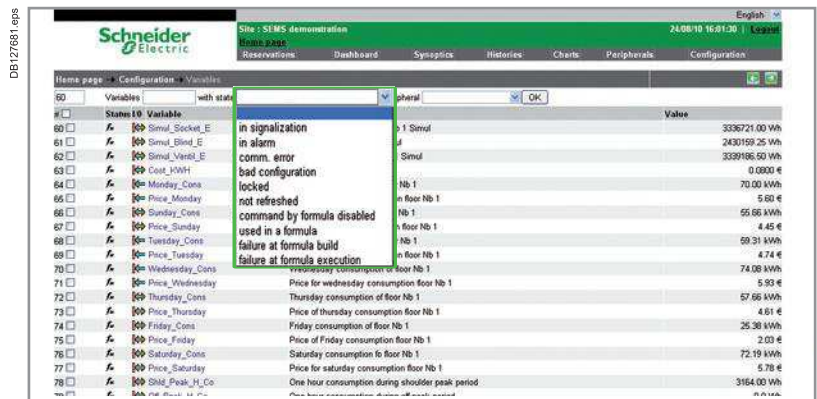 DB127681.eps
English
Schneider Electric
Site : SEMS demonstration
24/08/10 16:01:30 | Logout
Home page
Reservations Dashboard Synoptics Histories Charts Peripherals Configuration
Home page Configuration Variables
60 Variables with state pheral OK
# Status I/O Variable Value
in signalization
in alarm
comm. error
bad configuration
locked
not refreshed
command by formula disabled
used in a formula
failure at formula build
failure at formula execution
60 Simul_Socket_E b 1 Simul 3336721.00 Wh
61 Simul_Blind_E 2430159.25 Wh
62 Simul_Ventil_E Simul 3339186.50 Wh
63 Cost_KWH 0.0800 €
64 Monday_Cons Nb 1 70.00 kWh
65 Price_Monday n floor Nb 1 5.60 €
66 Sunday_Cons Nb 1 55.66 kWh
67 Price_Sunday floor Nb 1 4.45 €
68 Tuesday_Cons Nb 1 59.31 kWh
69 Price_Tuesday n floor Nb 1 4.74 €
70 Wednesday_Cons Wednesday consumption of floor Nb 1 74.08 kWh
71 Price_Wednesday Price for wednesday consumption floor Nb 1 5.93 €
72 Thursday_Cons Thursday consumption of floor Nb 1 57.66 kWh
73 Price_Thursday Price of thursday consumption floor Nb 1 4.61 €
74 Friday_Cons Friday consumption of floor Nb 1 25.38 kWh
75 Price_Friday Price of Friday consumption floor Nb 1 2.03 €
76 Saturday_Cons Saturday consumption fo floor Nb 1 72.19 kWh
77 Price_Saturday Price for saturday consumption floor Nb 1 5.78 €
78 Shld_Peak_H_Co One hour consumption during shoulder peak period 3164.00 Wh